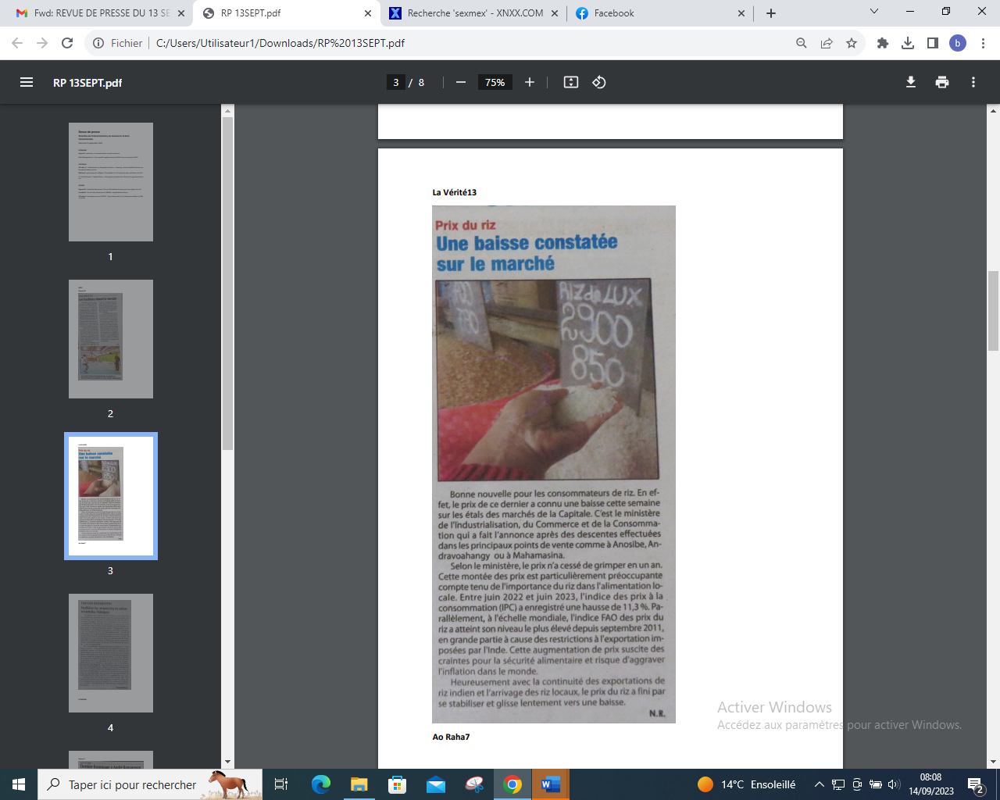 Fwd: REVUE DE PRESSE DU 13 SE
RP 13SEPT.pdf
Recherche 'sexmex' - XNXX.COM
Facebook
Fichier
C:/Users/Utilisateur1/Downloads/RP%2013SEPT.pdf
b
RP 13SEPT.pdf
3 / 8
75%
1
2
3
4
La Vérité13
Prix du riz
Une baisse constatée
sur le marché
RIZ de LUX
2900
850
Bonne nouvelle pour les consommateurs de riz. En ef-
fet, le prix de ce dernier a connu une baisse cette semaine
sur les étals des marchés de la Capitale. C'est le ministère
de l'Industrialisation, du Commerce et de la Consomma-
tion qui a fait l'annonce après des descentes effectuées
dans les principaux points de vente comme à Anosibe, An-
dravoahangy ou à Mahamasina.
Selon le ministère, le prix n'a cessé de grimper en un an.
Cette montée des prix est particulièrement préoccupante
compte tenu de l'importance du riz dans l'alimentation lo-
cale. Entre juin 2022 et juin 2023, l'indice des prix à la
consommation (IPC) a enregistré une hausse de 11,3 %. Pa-
rallèlement, à l'échelle mondiale, l'indice FAO des prix du
riz a atteint son niveau le plus élevé depuis septembre 2011,
en grande partie à cause des restrictions à l'exportation im-
posées par l'Inde. Cette augmentation de prix suscite des
craintes pour la sécurité alimentaire et risque d'aggraver
l'inflation dans le monde.
Heureusement avec la continuité des exportations de
riz indien et l'arrivage des riz locaux, le prix du riz a fini par
se stabiliser et glisse lentement vers une baisse.
N.R.
Ao Raha7
Activer Windows
Accédez aux paramètres pour activer Windows.
Taper ici pour rechercher
14°C Ensoleillé
08:08
14/09/2023
2